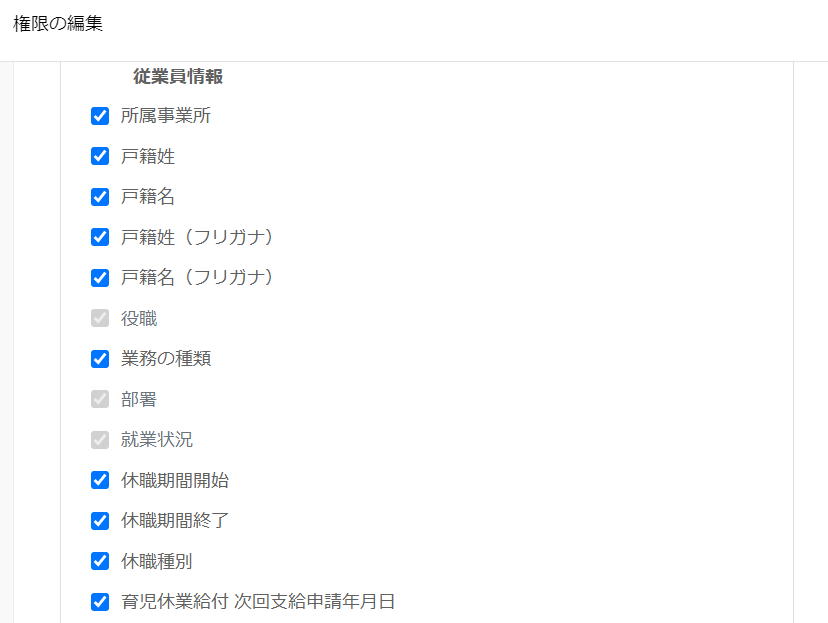 権限の編集
従業員情報
所属事業所
戸籍姓
戸籍名
戸籍姓（フリガナ）
戸籍名（フリガナ）
役職
業務の種類
部署
就業状況
休職期間開始
休職期間終了
休職種別
育児休業給付 次回支給申請年月日